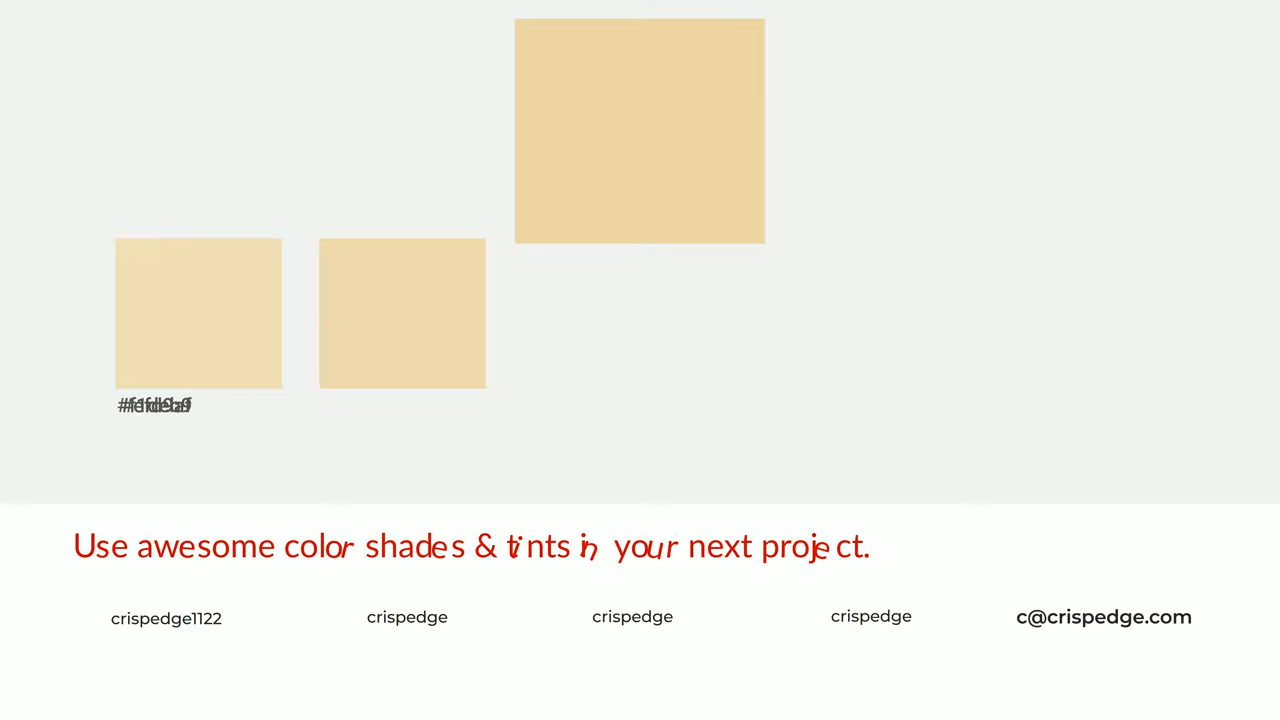 Use awesome color shades & tints in your next project.
crispedge1122 crispedge crispedge crispedge c@crispedge.com